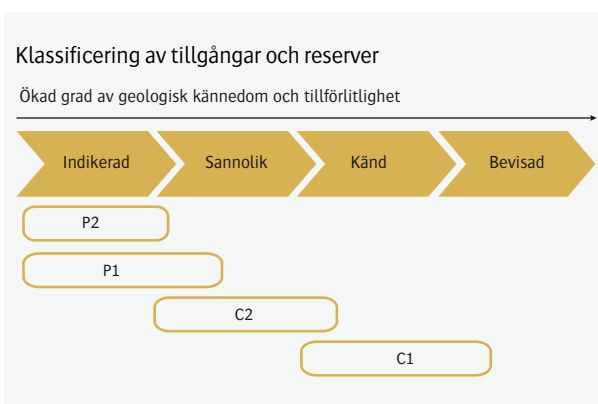 Klassificering av tillgångar och reserver
Ökad grad av geologisk kännedom och tillförlitlighet
Indikerad Sannolik Känd Bevisad
P2
P1
C2
C1